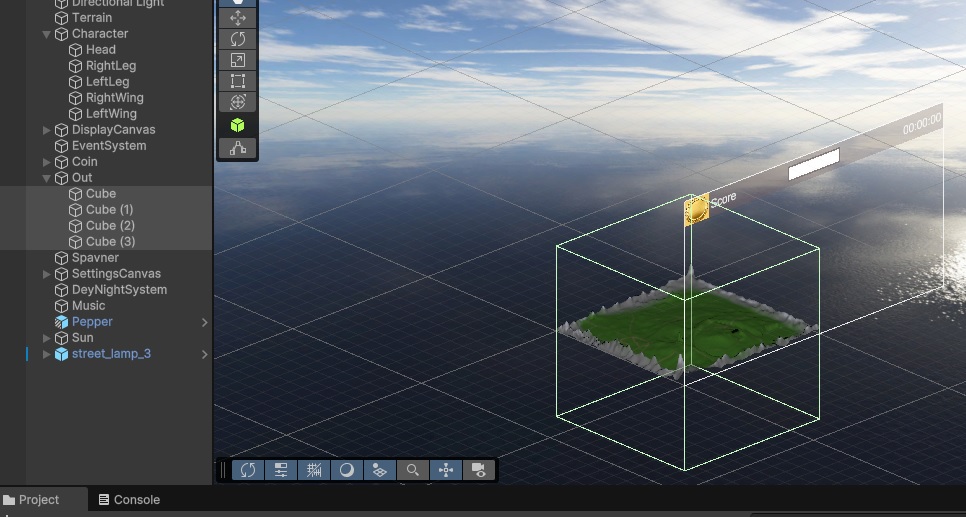 Directional Light
Terrain
Character
Head
RightLeg
LeftLeg
RightWing
LeftWing
DisplayCanvas
EventSystem
Coin
Out
Cube
Cube (1)
Cube (2)
Cube (3)
Spavner
SettingsCanvas
DeyNightSystem
Music
Pepper
Sun
street_lamp_3
00:00:00
Score
Project
Console